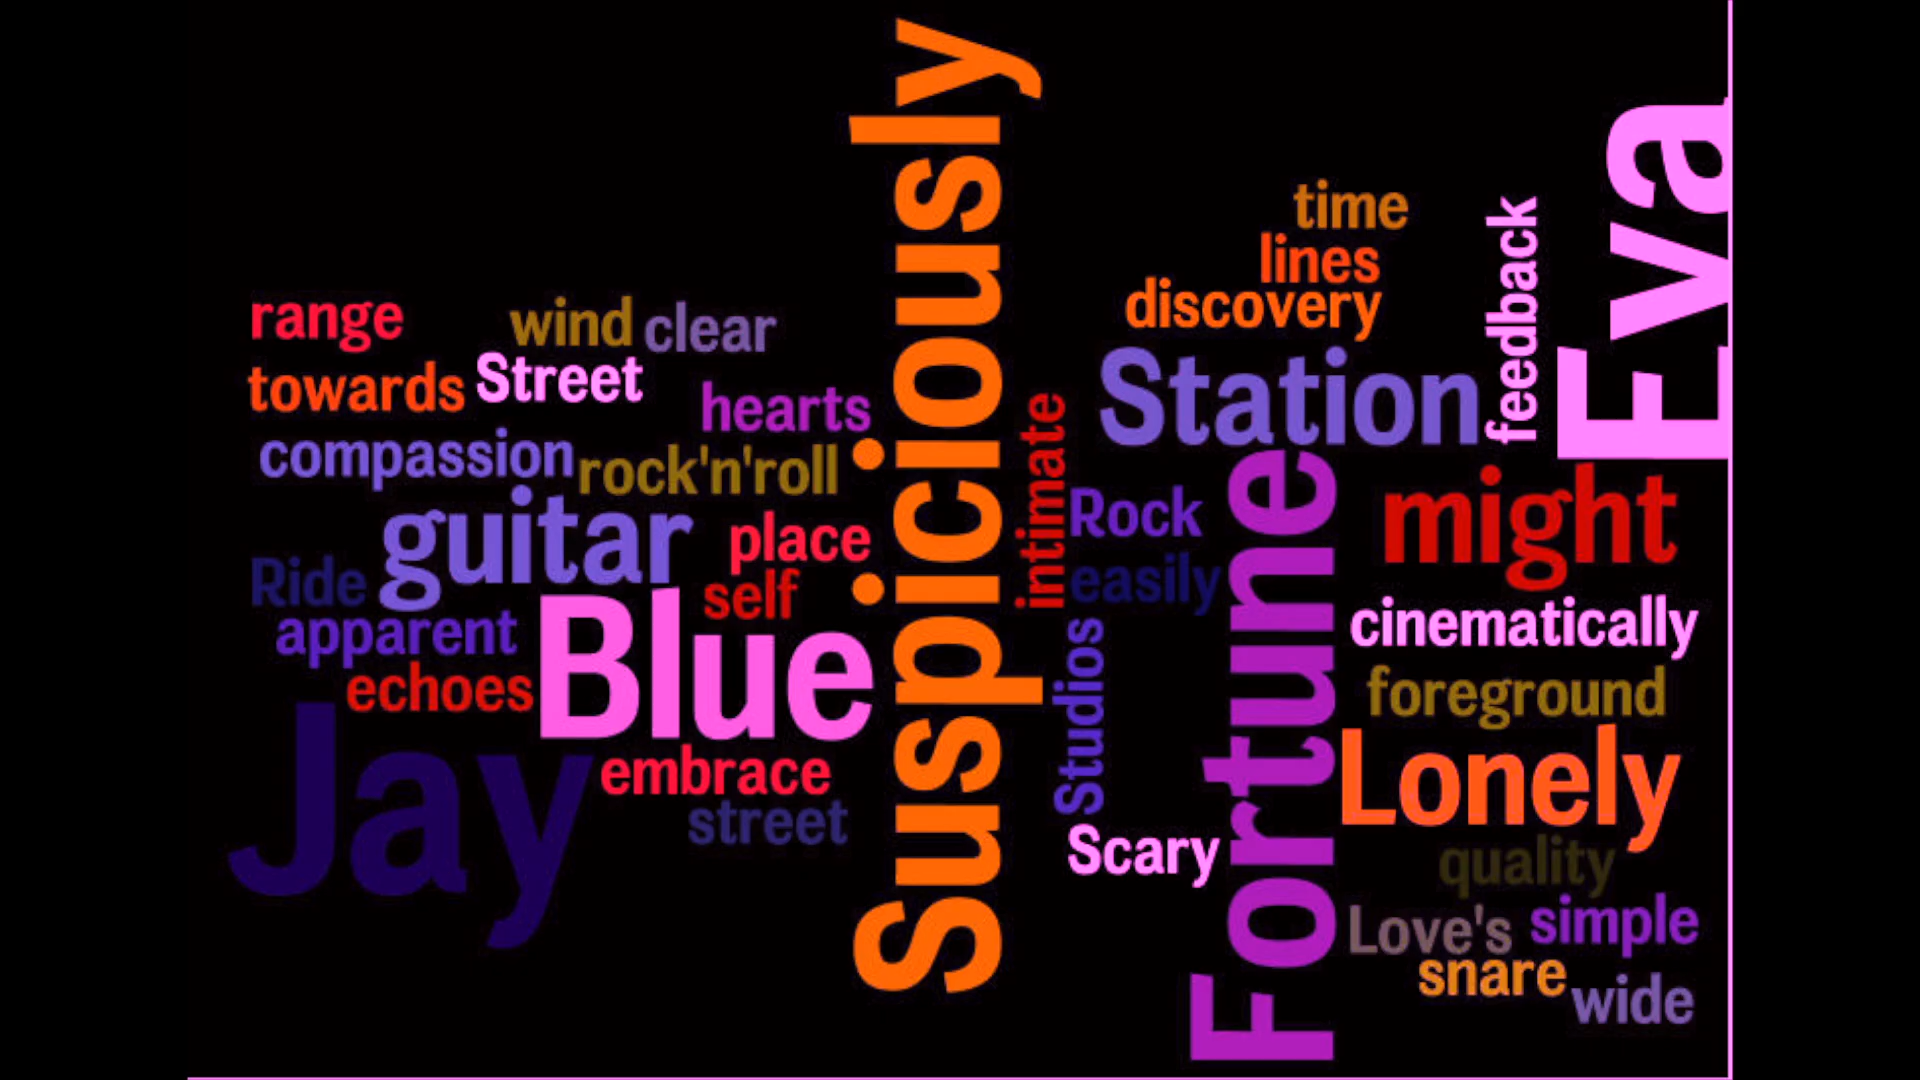 range
wind
clear
towards
Street
hearts
compassion
rock'n'roll
guitar
place
Ride
self
apparent
Blue
echoes
Jay
embrace
street
Suspiciously
intimate
time
lines
discovery
feedback
Eva
Station
Rock
easily
Fortune
might
cinematically
Studios
foreground
Lonely
Scary
quality
Love's
simple
snare
wide